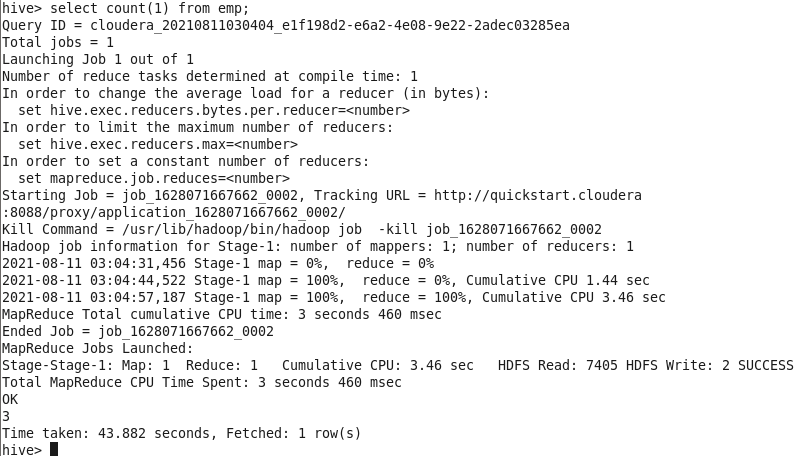 hive> select count(1) from emp;
Query ID = cloudera_20210811030404_e1f198d2-e6a2-4e08-9e22-2adec03285ea
Total jobs = 1
Launching Job 1 out of 1
Number of reduce tasks determined at compile time: 1
In order to change the average load for a reducer (in bytes):
  set hive.exec.reducers.bytes.per.reducer=<number>
In order to limit the maximum number of reducers:
  set hive.exec.reducers.max=<number>
In order to set a constant number of reducers:
  set mapreduce.job.reduces=<number>
Starting Job = job_1628071667662_0002, Tracking URL = http://quickstart.cloudera
:8088/proxy/application_1628071667662_0002/
Kill Command = /usr/lib/hadoop/bin/hadoop job  -kill job_1628071667662_0002
Hadoop job information for Stage-1: number of mappers: 1; number of reducers: 1
2021-08-11 03:04:31,456 Stage-1 map = 0%,  reduce = 0%
2021-08-11 03:04:44,522 Stage-1 map = 100%,  reduce = 0%, Cumulative CPU 1.44 sec
2021-08-11 03:04:57,187 Stage-1 map = 100%,  reduce = 100%, Cumulative CPU 3.46 sec
MapReduce Total cumulative CPU time: 3 seconds 460 msec
Ended Job = job_1628071667662_0002
MapReduce Jobs Launched:
Stage-Stage-1: Map: 1  Reduce: 1   Cumulative CPU: 3.46 sec   HDFS Read: 7405 HDFS Write: 2 SUCCESS
Total MapReduce CPU Time Spent: 3 seconds 460 msec
OK
3
Time taken: 43.882 seconds, Fetched: 1 row(s)
hive>